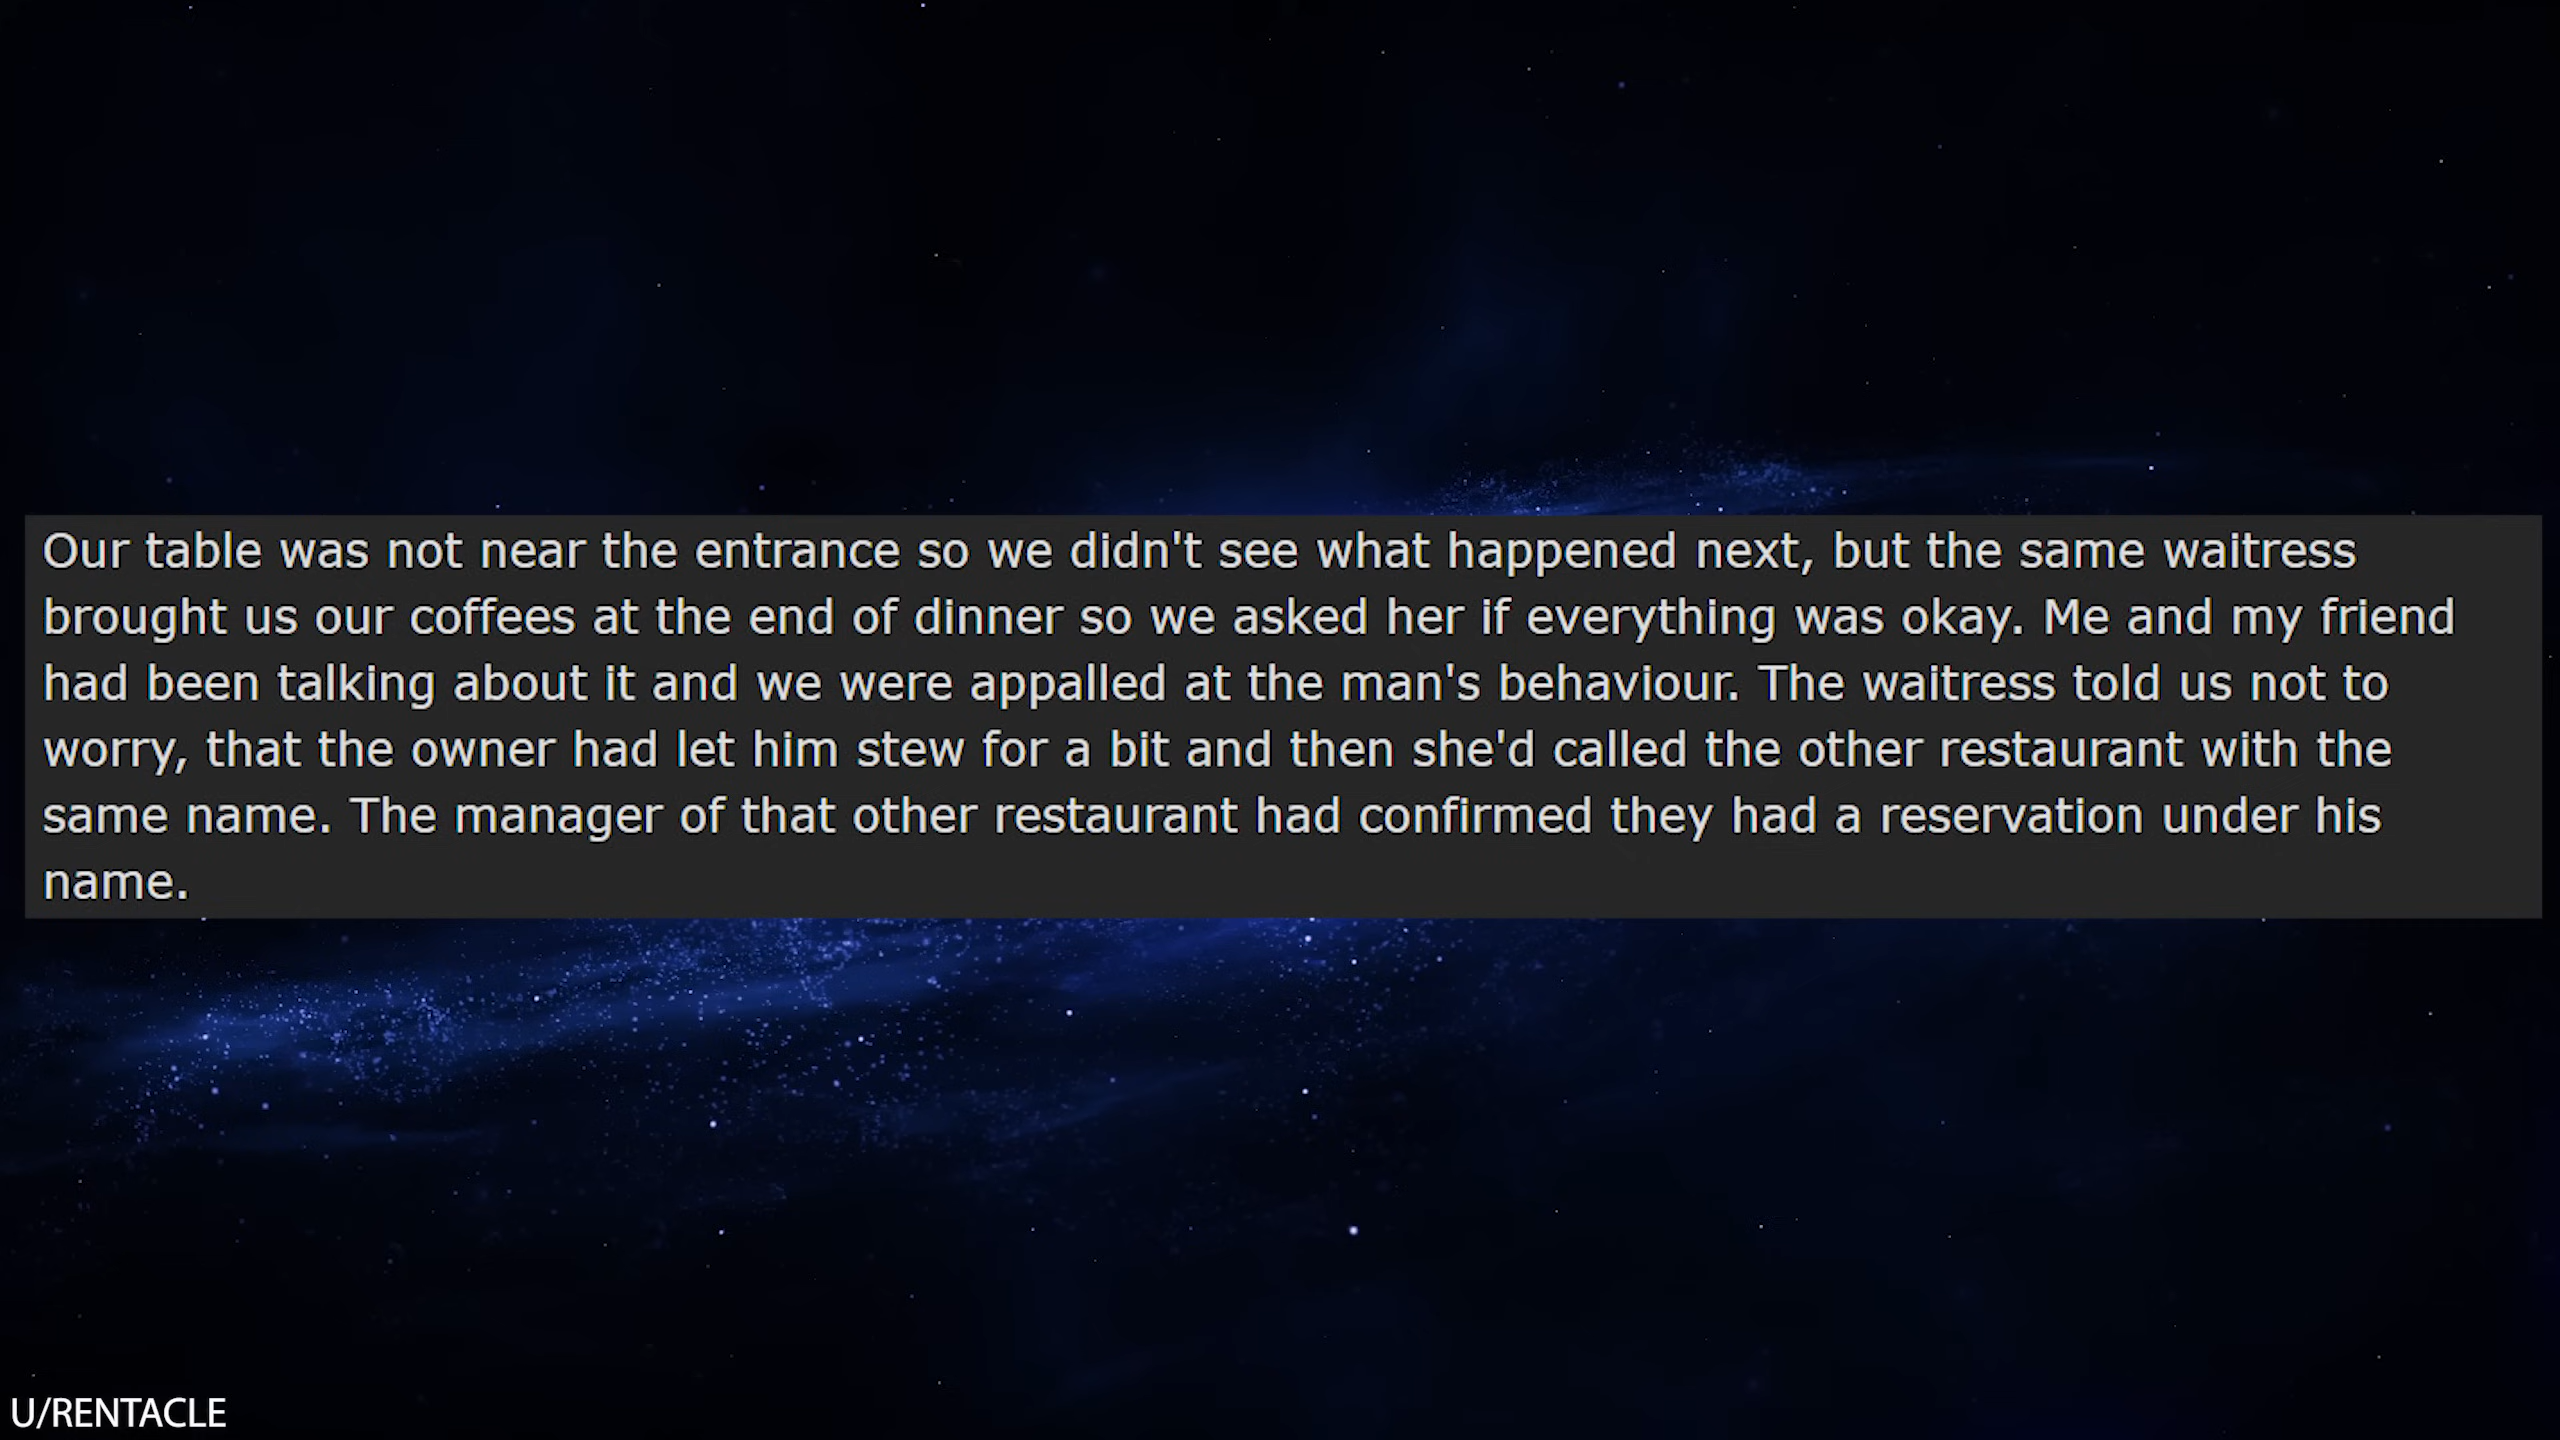 Our table was not near the entrance so we didn't see what happened next, but the same waitress
brought us our coffees at the end of dinner so we asked her if everything was okay. Me and my friend
had been talking about it and we were appalled at the man's behaviour. The waitress told us not to
worry, that the owner had let him stew for a bit and then she'd called the other restaurant with the
same name. The manager of that other restaurant had confirmed they had a reservation under his
name.
U/RENTACLE